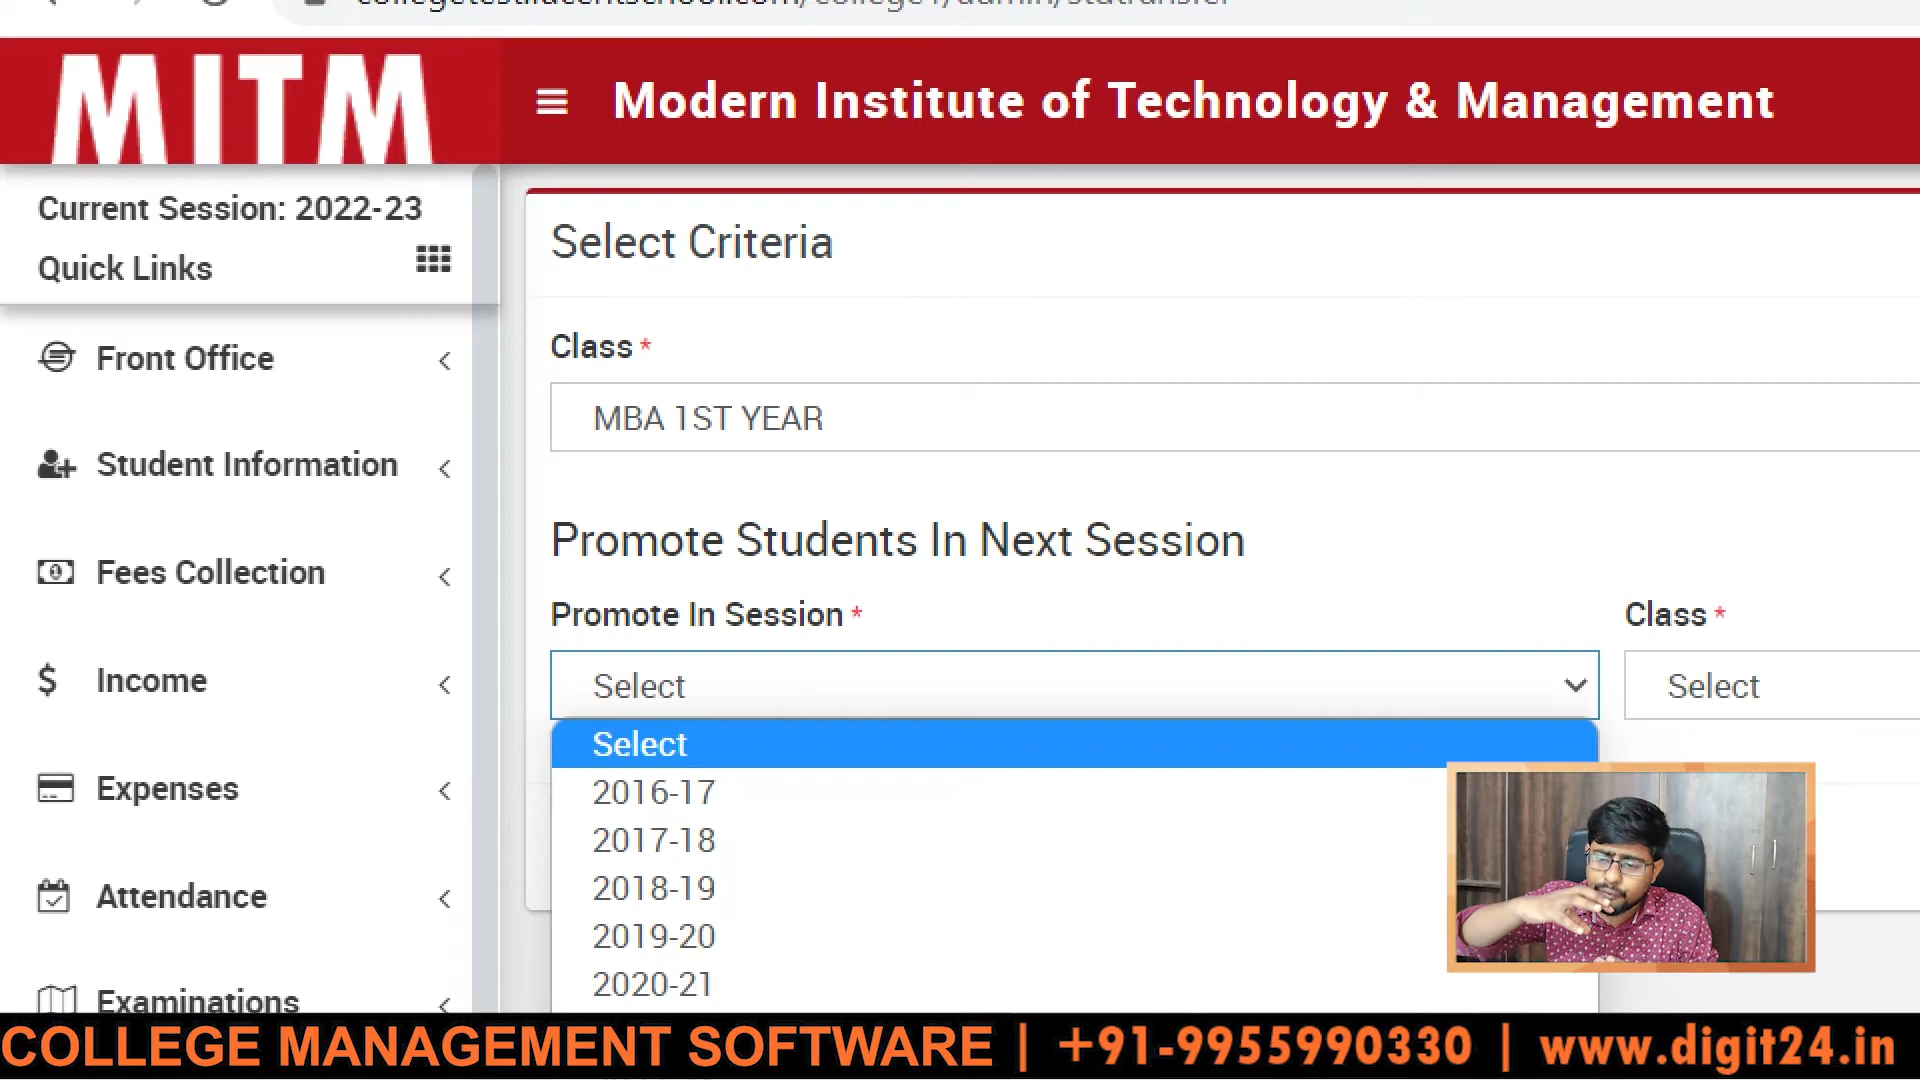 MITM
Modern Institute of Technology & Management
Current Session: 2022-23
Quick Links
Front Office
Student Information
Fees Collection
Income
Expenses
Attendance
Examinations
Select Criteria
Class *
MBA 1ST YEAR
Promote Students In Next Session
Promote In Session *
Select
Select
2016-17
2017-18
2018-19
2019-20
2020-21
Class *
Select
COLLEGE MANAGEMENT SOFTWARE | +91-9955990330 | www.digit24.in